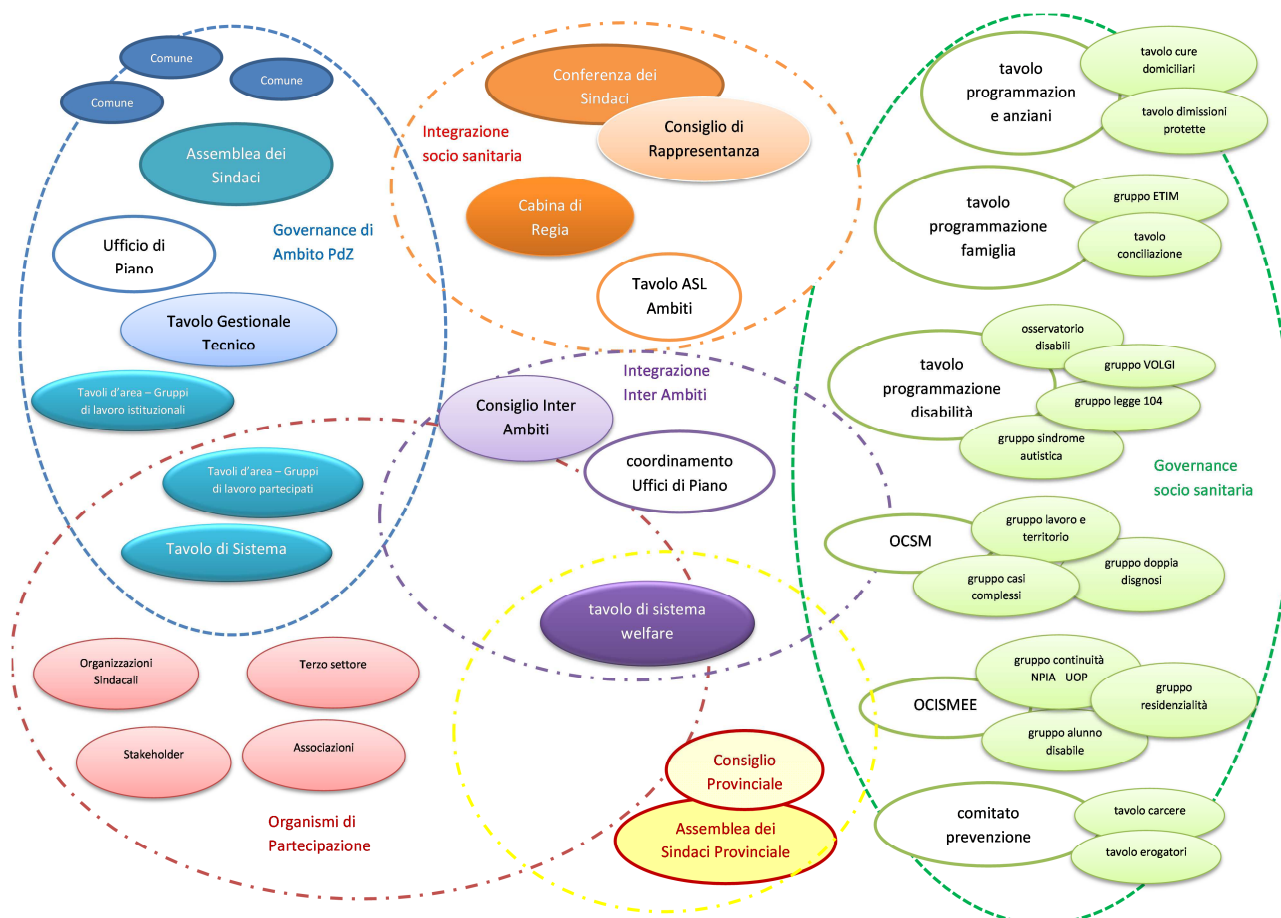 Comune
Comune
Comune
Assemblea dei
Sindaci
Ufficio di
Piano
Governance di
Ambito PdZ
Tavolo Gestionale
Tecnico
Tavoli d'area – Gruppi
di lavoro istituzionali
Tavoli d'area – Gruppi
di lavoro partecipati
Tavolo di Sistema
Organizzazioni
Sindacali
Terzo settore
Stakeholder
Associazioni
Organismi di
Partecipazione
Conferenza dei
Sindaci
Consiglio di
Rappresentanza
Integrazione
socio sanitaria
Cabina di
Regia
Tavolo ASL
Ambiti
Integrazione
Inter Ambiti
Consiglio Inter
Ambiti
coordinamento
Uffici di Piano
tavolo di sistema
welfare
Consiglio
Provinciale
Assemblea dei
Sindaci Provinciale
tavolo
programmazion
e anziani
tavolo cure
domiciliari
tavolo dimissioni
protette
tavolo
programmazione
famiglia
gruppo ETIM
tavolo
conciliazione
tavolo
programmazione
disabilità
osservatorio
disabili
gruppo VOLGI
gruppo legge 104
gruppo sindrome
autistica
Governance
socio sanitaria
OCSM
gruppo lavoro e
territorio
gruppo doppia
disgnosi
gruppo casi
complessi
OCISMEE
gruppo continuità
NPIA UOP
gruppo
residenzialità
gruppo alunno
disabile
comitato
prevenzione
tavolo carcere
tavolo erogatori